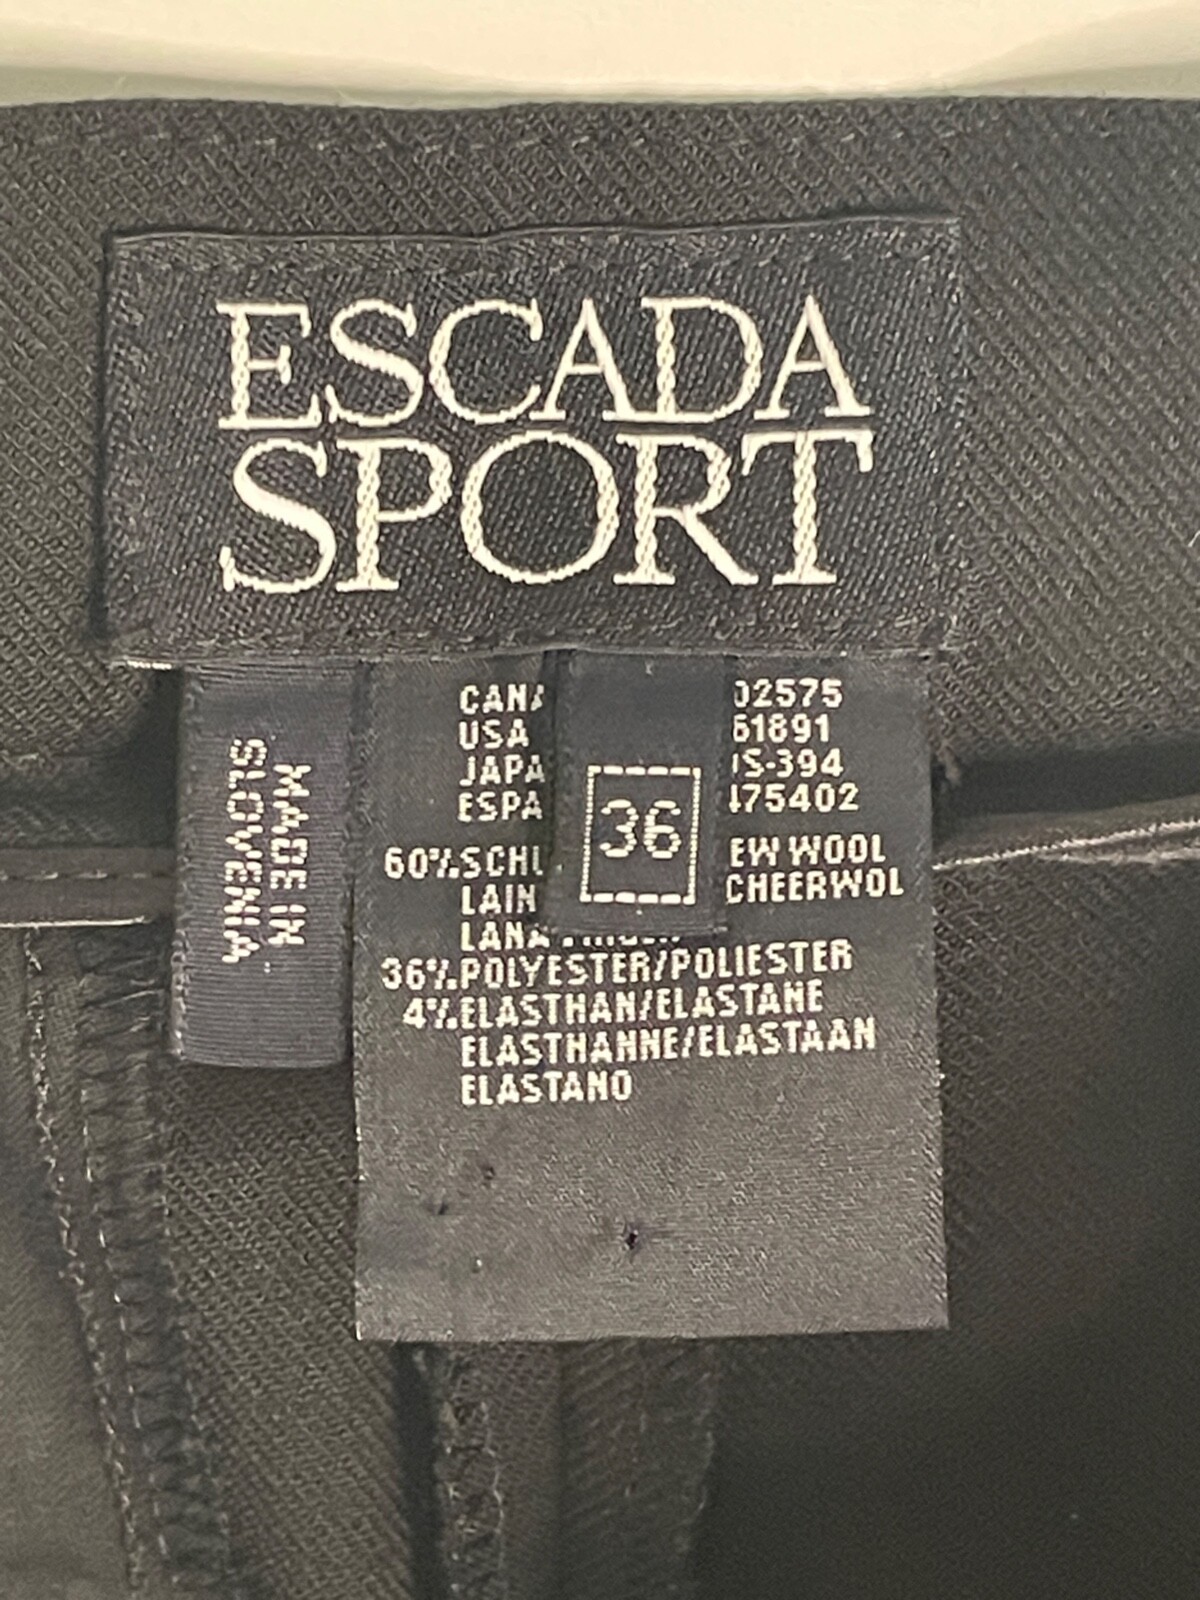 ESCADA
SPORT
MADE IN
SLOVENIA
36
CANA 02575
USA 61891
JAPA IS-394
ESPA 475402
60% SCHU EW WOOL
LAIN CHEERWOL
LANA
36% POLYESTER/POLIESTER
4% ELASTHAN/ELASTANE
ELASTHANNE/ELASTAAN
ELASTANO